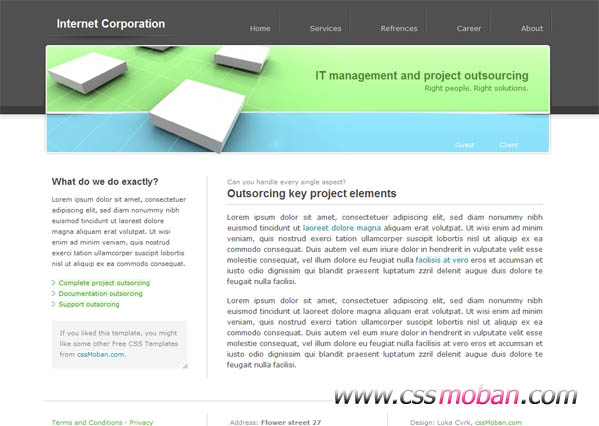 Internet Corporation
Home Services Refrences Career About
IT management and project outsourcing
Right people. Right solutions.
Guest Client
What do we do exactly?
Lorem ipsum dolor sit amet, consectetuer
adipiscing elit, sed diam nonummy nibh
euismod tincidunt ut laoreet dolore magna
aliquam erat volutpat. Ut wisi
enim ad minim veniam, quis nostrud
exercitation ullamcorper suscipit lobortis
nisl ut aliquip ex ea commodo consequat.
Complete project outsorcing
Documentation outsorcing
Support outsorcing
If you liked this template, you might
like some other Free CSS Templates
from cssMoban.com.
Can you handle every single aspect?
Outsorcing key project elements
Lorem ipsum dolor sit amet, consectetuer adipiscing elit, sed diam nonummy nibh
euismod tincidunt ut laoreet dolore magna aliquam erat volutpat. Ut wisi enim ad minim veniam, quis
nostrud exerci tation ullamcorper suscipit lobortis nisl ut aliquip ex ea
commodo consequat. Duis autem vel eum iriure dolor in hendrerit in vulputate velit esse
molestie consequat, vel illum dolore eu feugiat nulla facilisis at vero eros et accumsan et
iusto odio dignissim qui blandit praesent luptatum zzril delenit augue duis dolore te
feugait nulla facilisi.
Lorem ipsum dolor sit amet, consectetuer adipiscing elit, sed diam nonummy nibh
euismod tincidunt ut laoreet dolore magna aliquam erat volutpat. Ut wisi enim ad minim veniam, quis
nostrud exerci tation ullamcorper suscipit lobortis nisl ut aliquip ex ea
commodo consequat. Duis autem vel eum iriure dolor in hendrerit in vulputate velit esse
molestie consequat, vel illum dolore eu feugiat nulla facilisis at vero eros et accumsan et
iusto odio dignissim qui blandit praesent luptatum zzril delenit augue duis dolore te
feugait nulla facilisi.
www.cssmoban.com
Terms and Conditions · Privacy
Address: Flower street 27
Design: Luka Cvrk, cssMoban.com